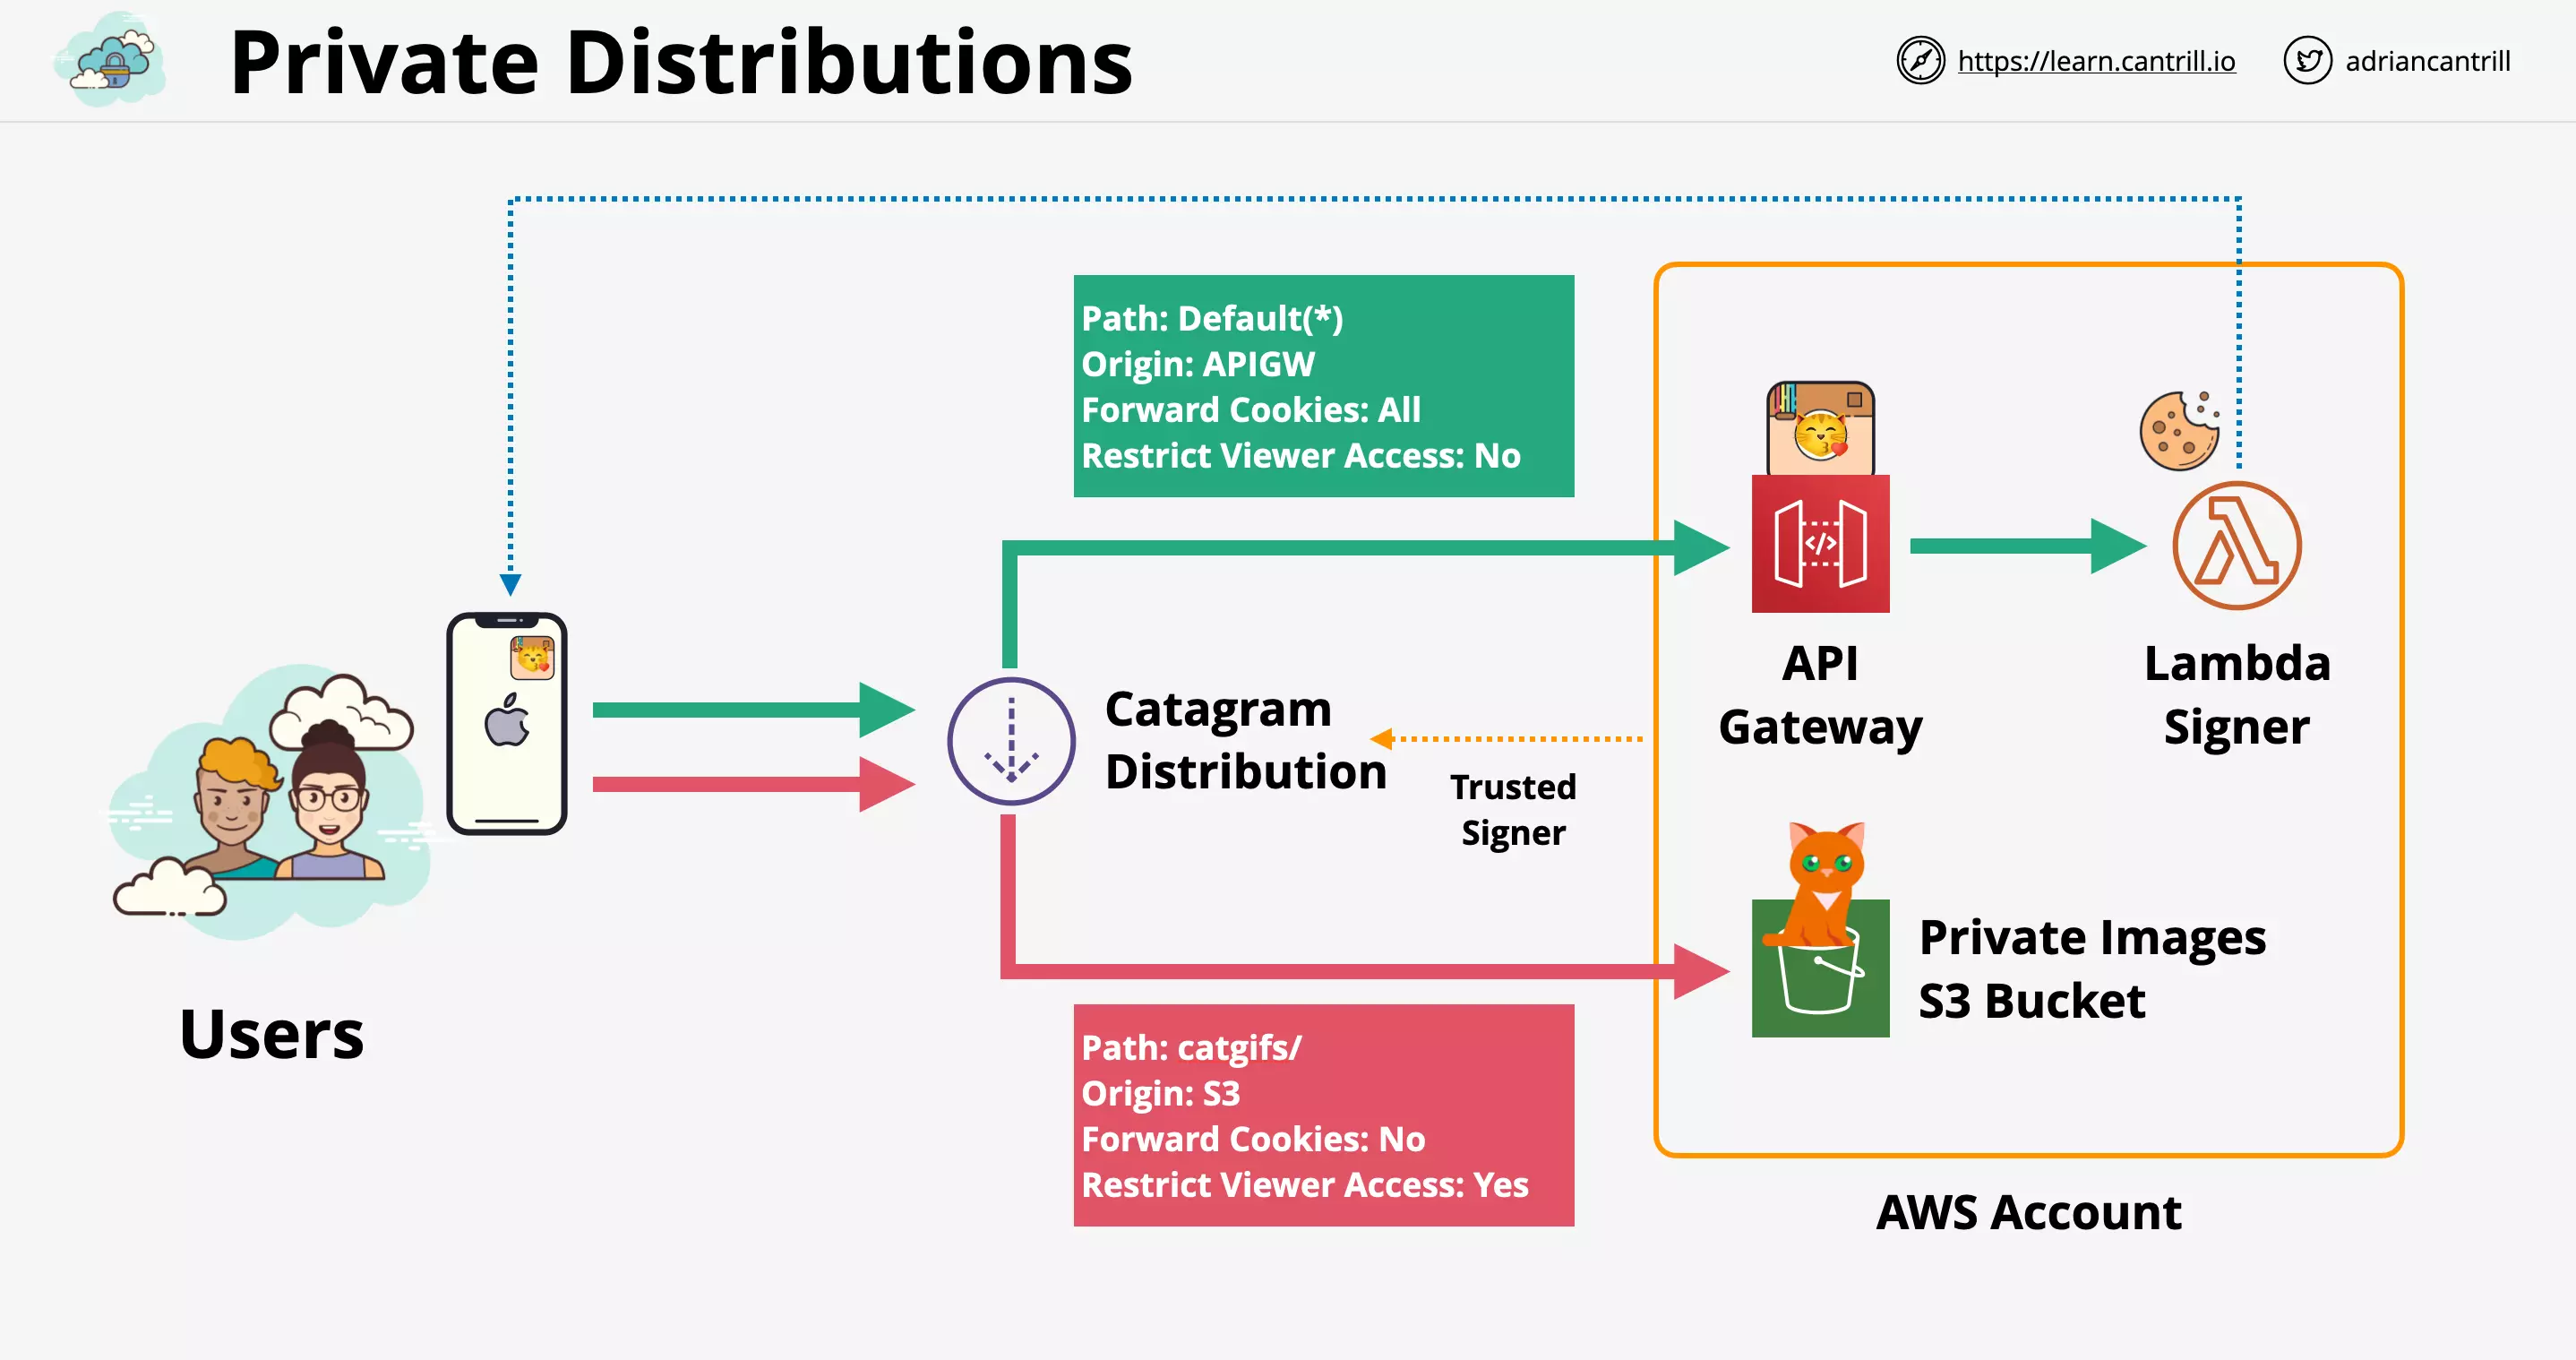 Private Distributions
https://learn.cantrill.io
adriancantrill
Path: Default(*)
Origin: APIGW
Forward Cookies: All
Restrict Viewer Access: No
</>
API
Gateway
Lambda
Signer
Catagram
Distribution
Trusted
Signer
Users
Private Images
S3 Bucket
Path: catgifs/
Origin: S3
Forward Cookies: No
Restrict Viewer Access: Yes
AWS Account